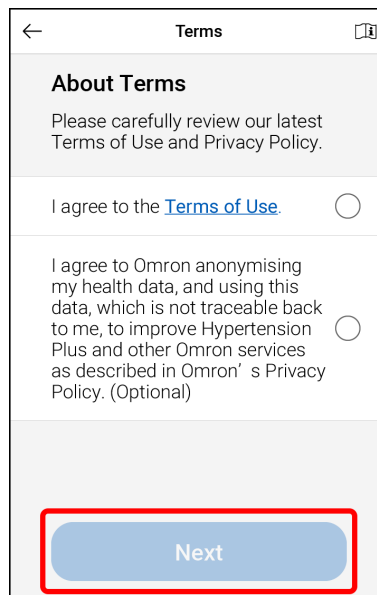 Terms
About Terms
Please carefully review our latest
Terms of Use and Privacy Policy.
I agree to the Terms of Use.
I agree to Omron anonymising
my health data, and using this
data, which is not traceable back
to me, to improve Hypertension
Plus and other Omron services
as described in Omron’ s Privacy
Policy. (Optional)
Next